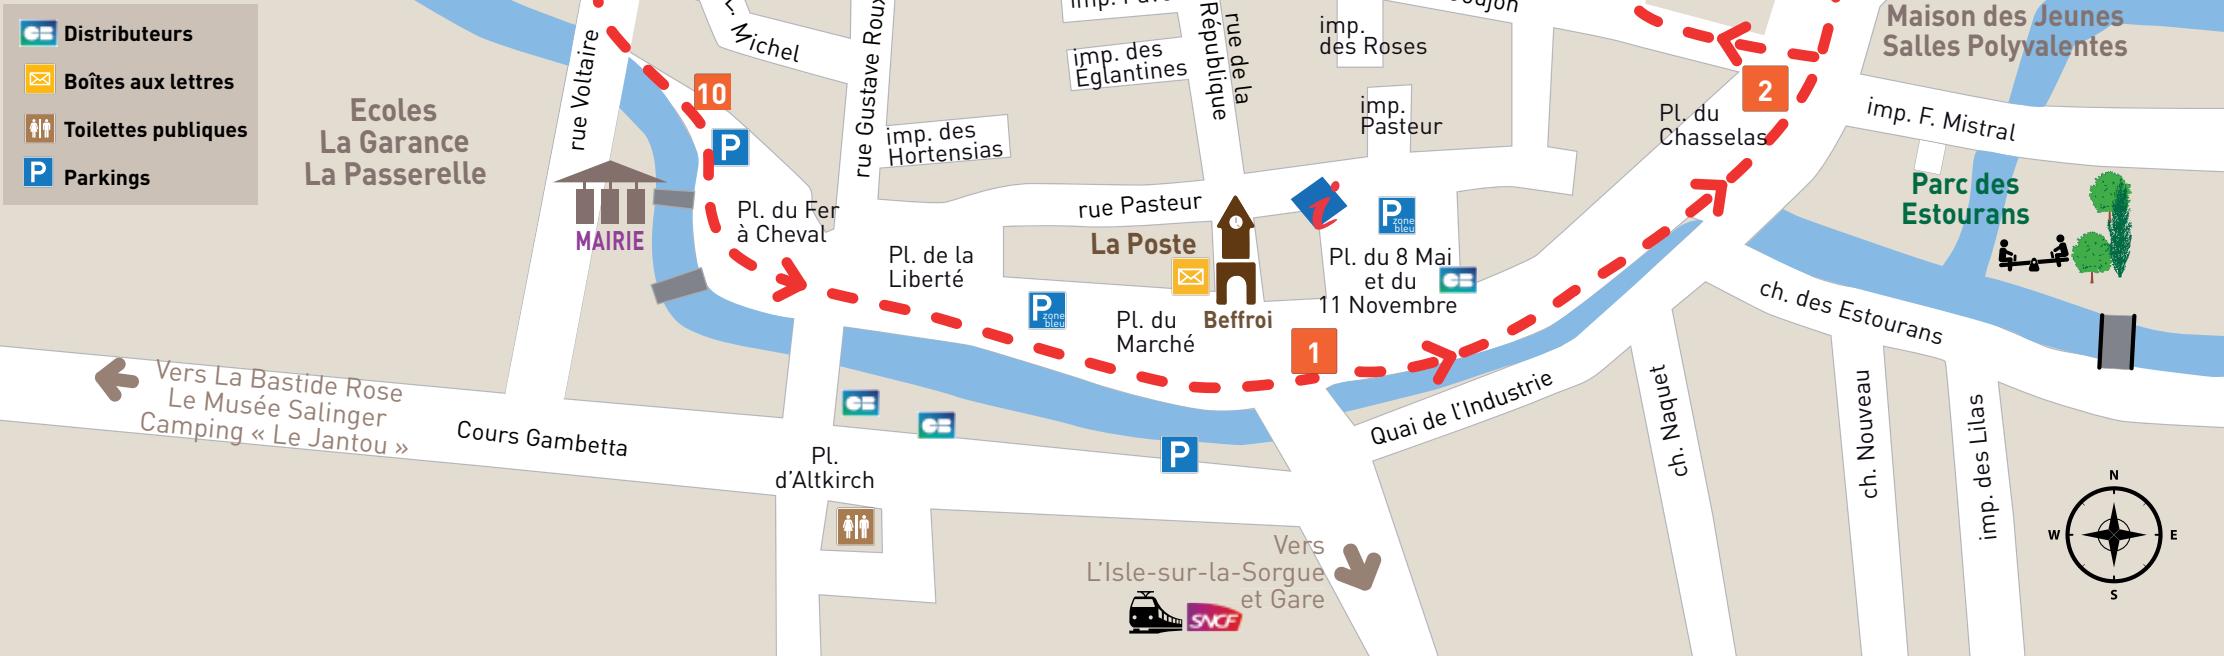 Distributeurs
Boîtes aux lettres
Toilettes publiques
P Parkings
Ecoles
La Garance
La Passerelle
rue Voltaire
L. Michel
rue Gustave Roux
10
P
MAIRIE
Pl. du Fer
à Cheval
imp. des
Églantines
imp. des
Hortensias
République
rue de la
imp.
des Roses
imp.
Pasteur
rue Pasteur
La Poste
Beffroi
i
P
zone
bleu
Pl. du 8 Mai
et du
11 Novembre
Pl. de la
Liberté
P
zone
bleu
Pl. du
Marché
1
Pl. du
Chasselas
2
Maison des Jeunes
Salles Polyvalentes
imp. F. Mistral
Parc des
Estourans
ch. des Estourans
Quai de l'Industrie
ch. Naquet
ch. Nouveau
imp. des Lilas
Vers La Bastide Rose
Le Musée Salinger
Camping « Le Jantou »
Cours Gambetta
Pl.
d'Altkirch
P
Vers
L'Isle-sur-la-Sorgue
et Gare
SNCF
N
W E
S